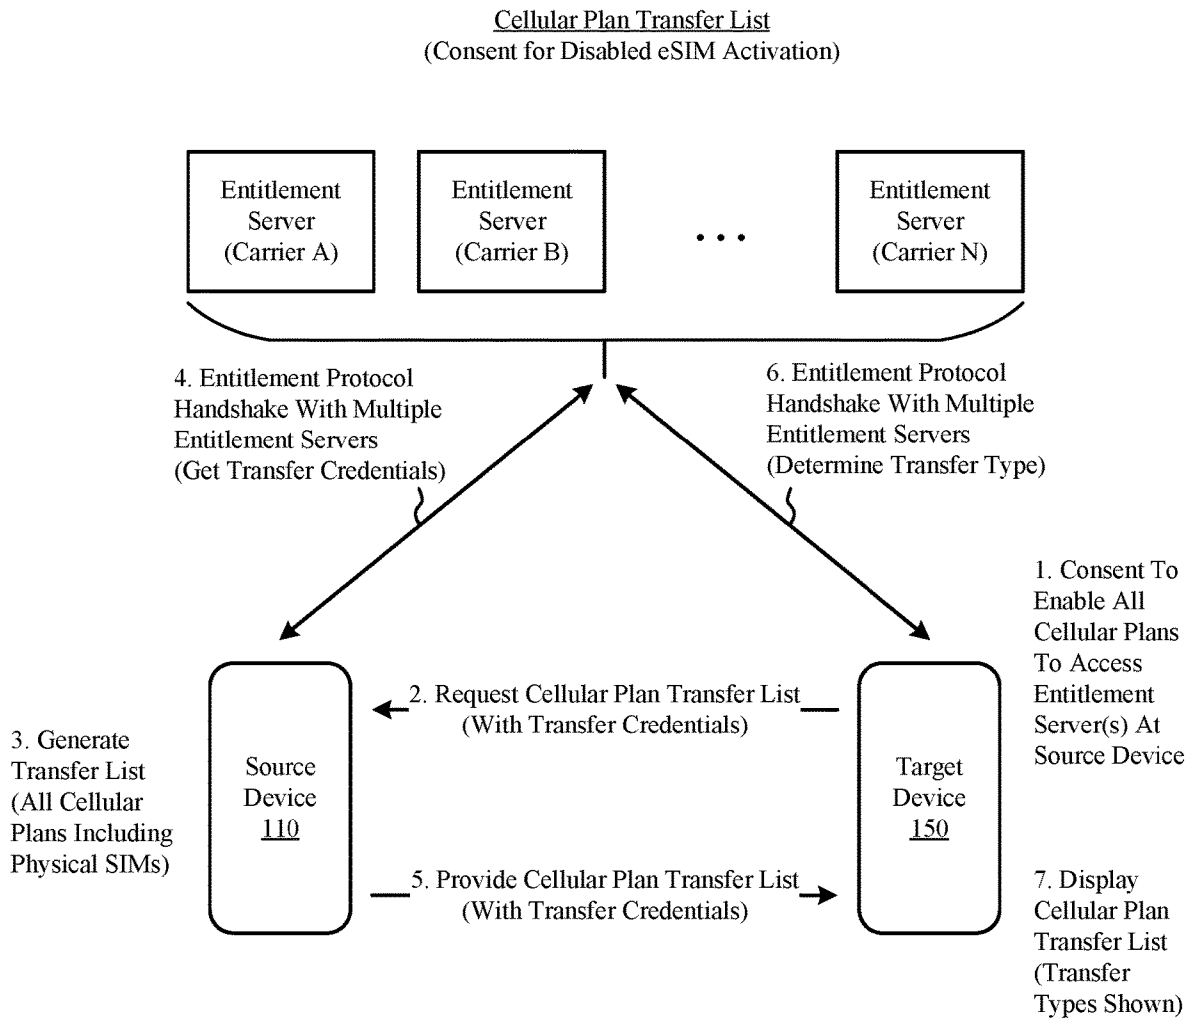 Cellular Plan Transfer List
(Consent for Disabled eSIM Activation)
Entitlement
Server
(Carrier A)
Entitlement
Server
(Carrier B)
...
Entitlement
Server
(Carrier N)
4. Entitlement Protocol
Handshake With Multiple
Entitlement Servers
(Get Transfer Credentials)
6. Entitlement Protocol
Handshake With Multiple
Entitlement Servers
(Determine Transfer Type)
1. Consent To
Enable All
Cellular Plans
To Access
Entitlement
Server(s) At
Source Device
2. Request Cellular Plan Transfer List
(With Transfer Credentials)
3. Generate
Transfer List
(All Cellular
Plans Including
Physical SIMs)
Source
Device
110
Target
Device
150
5. Provide Cellular Plan Transfer List
(With Transfer Credentials)
7. Display
Cellular Plan
Transfer List
(Transfer
Types Shown)